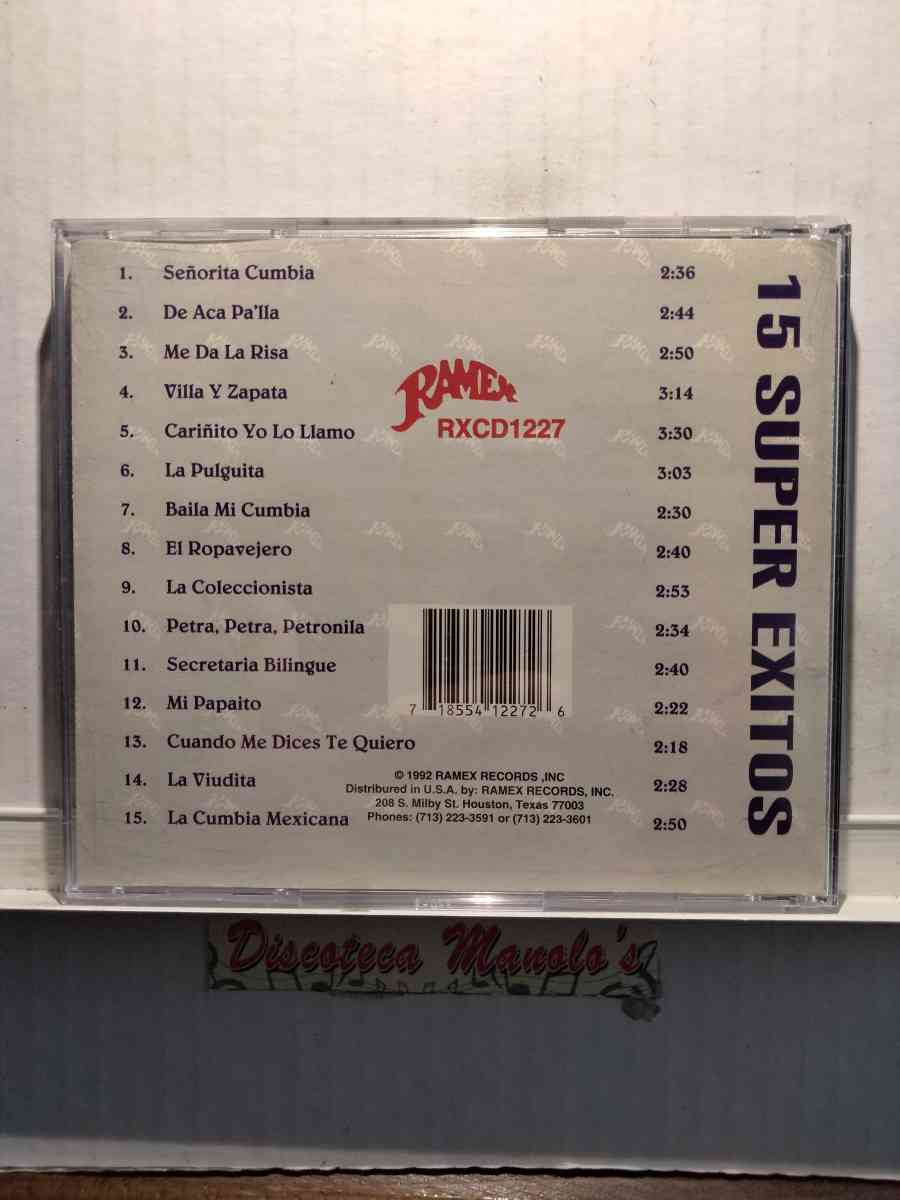 1. Señorita Cumbia 2:36
2. De Aca Pa'lla 2:44
3. Me Da La Risa 2:50
4. Villa Y Zapata 3:14
5. Cariñito Yo Lo Llamo 3:30
6. La Pulguita 3:03
7. Baila Mi Cumbia 2:30
8. El Ropavejero 2:40
9. La Coleccionista 2:53
10. Petra, Petra, Petronila 2:34
11. Secretaria Bilingue 2:40
12. Mi Papaito 2:22
13. Cuando Me Dices Te Quiero 2:18
14. La Viudita 2:28
15. La Cumbia Mexicana 2:50
RAMEX
RXCD1227
7 18554 12272 6
© 1992 RAMEX RECORDS ,INC
Distributed in U.S.A. by: RAMEX RECORDS, INC.
208 S. Milby St. Houston, Texas 77003
Phones: (713) 223-3591 or (713) 223-3601
15 SUPER EXITOS
Discoteca Manolo's